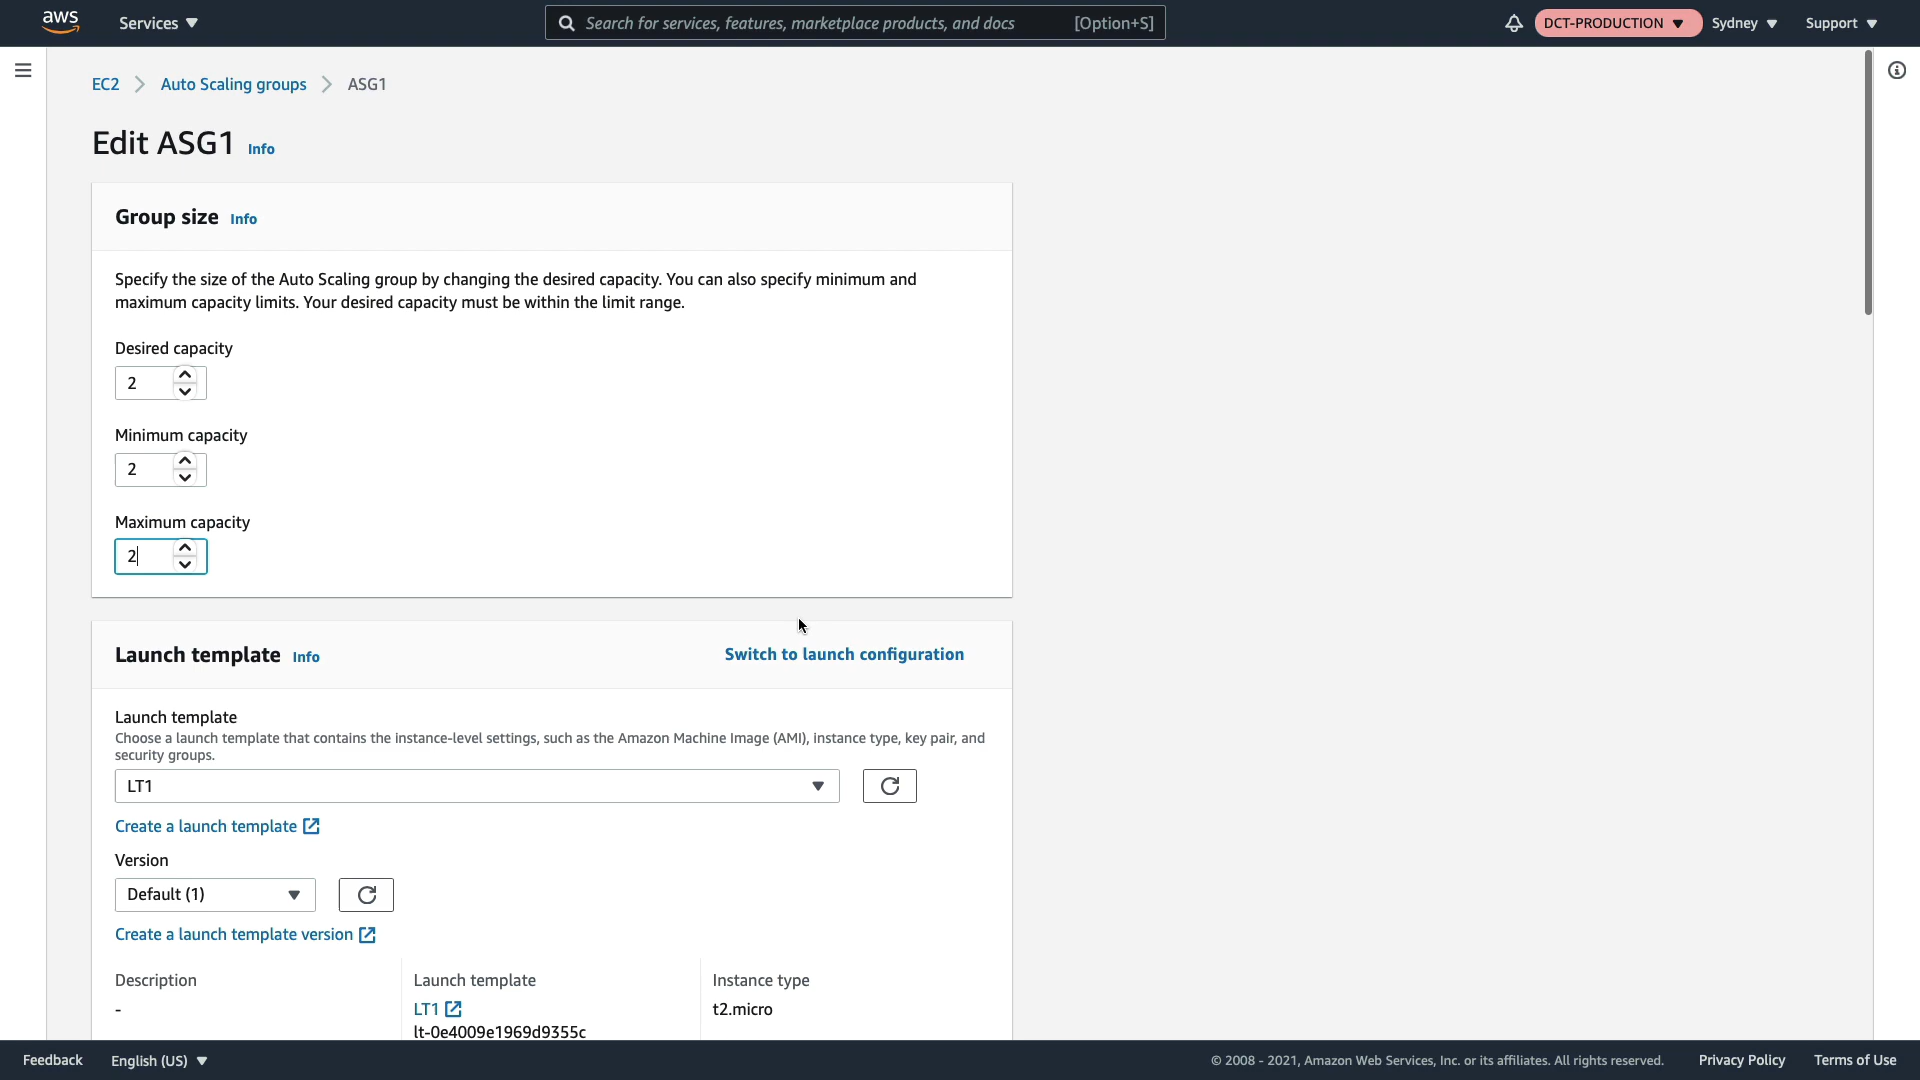 aws
Services
Search for services, features, marketplace products, and docs [Option+S]
DCT-PRODUCTION
Sydney
Support
EC2 > Auto Scaling groups > ASG1
Edit ASG1 Info
Group size Info
Specify the size of the Auto Scaling group by changing the desired capacity. You can also specify minimum and
maximum capacity limits. Your desired capacity must be within the limit range.
Desired capacity
2
Minimum capacity
2
Maximum capacity
2
Launch template Info
Switch to launch configuration
Launch template
Choose a launch template that contains the instance-level settings, such as the Amazon Machine Image (AMI), instance type, key pair, and
security groups.
LT1
Create a launch template
Version
Default (1)
Create a launch template version
Description
-
Launch template
LT1
lt-0e4009e1969d9355c
Instance type
t2.micro
Feedback
English (US)
© 2008 - 2021, Amazon Web Services, Inc. or its affiliates. All rights reserved.
Privacy Policy
Terms of Use